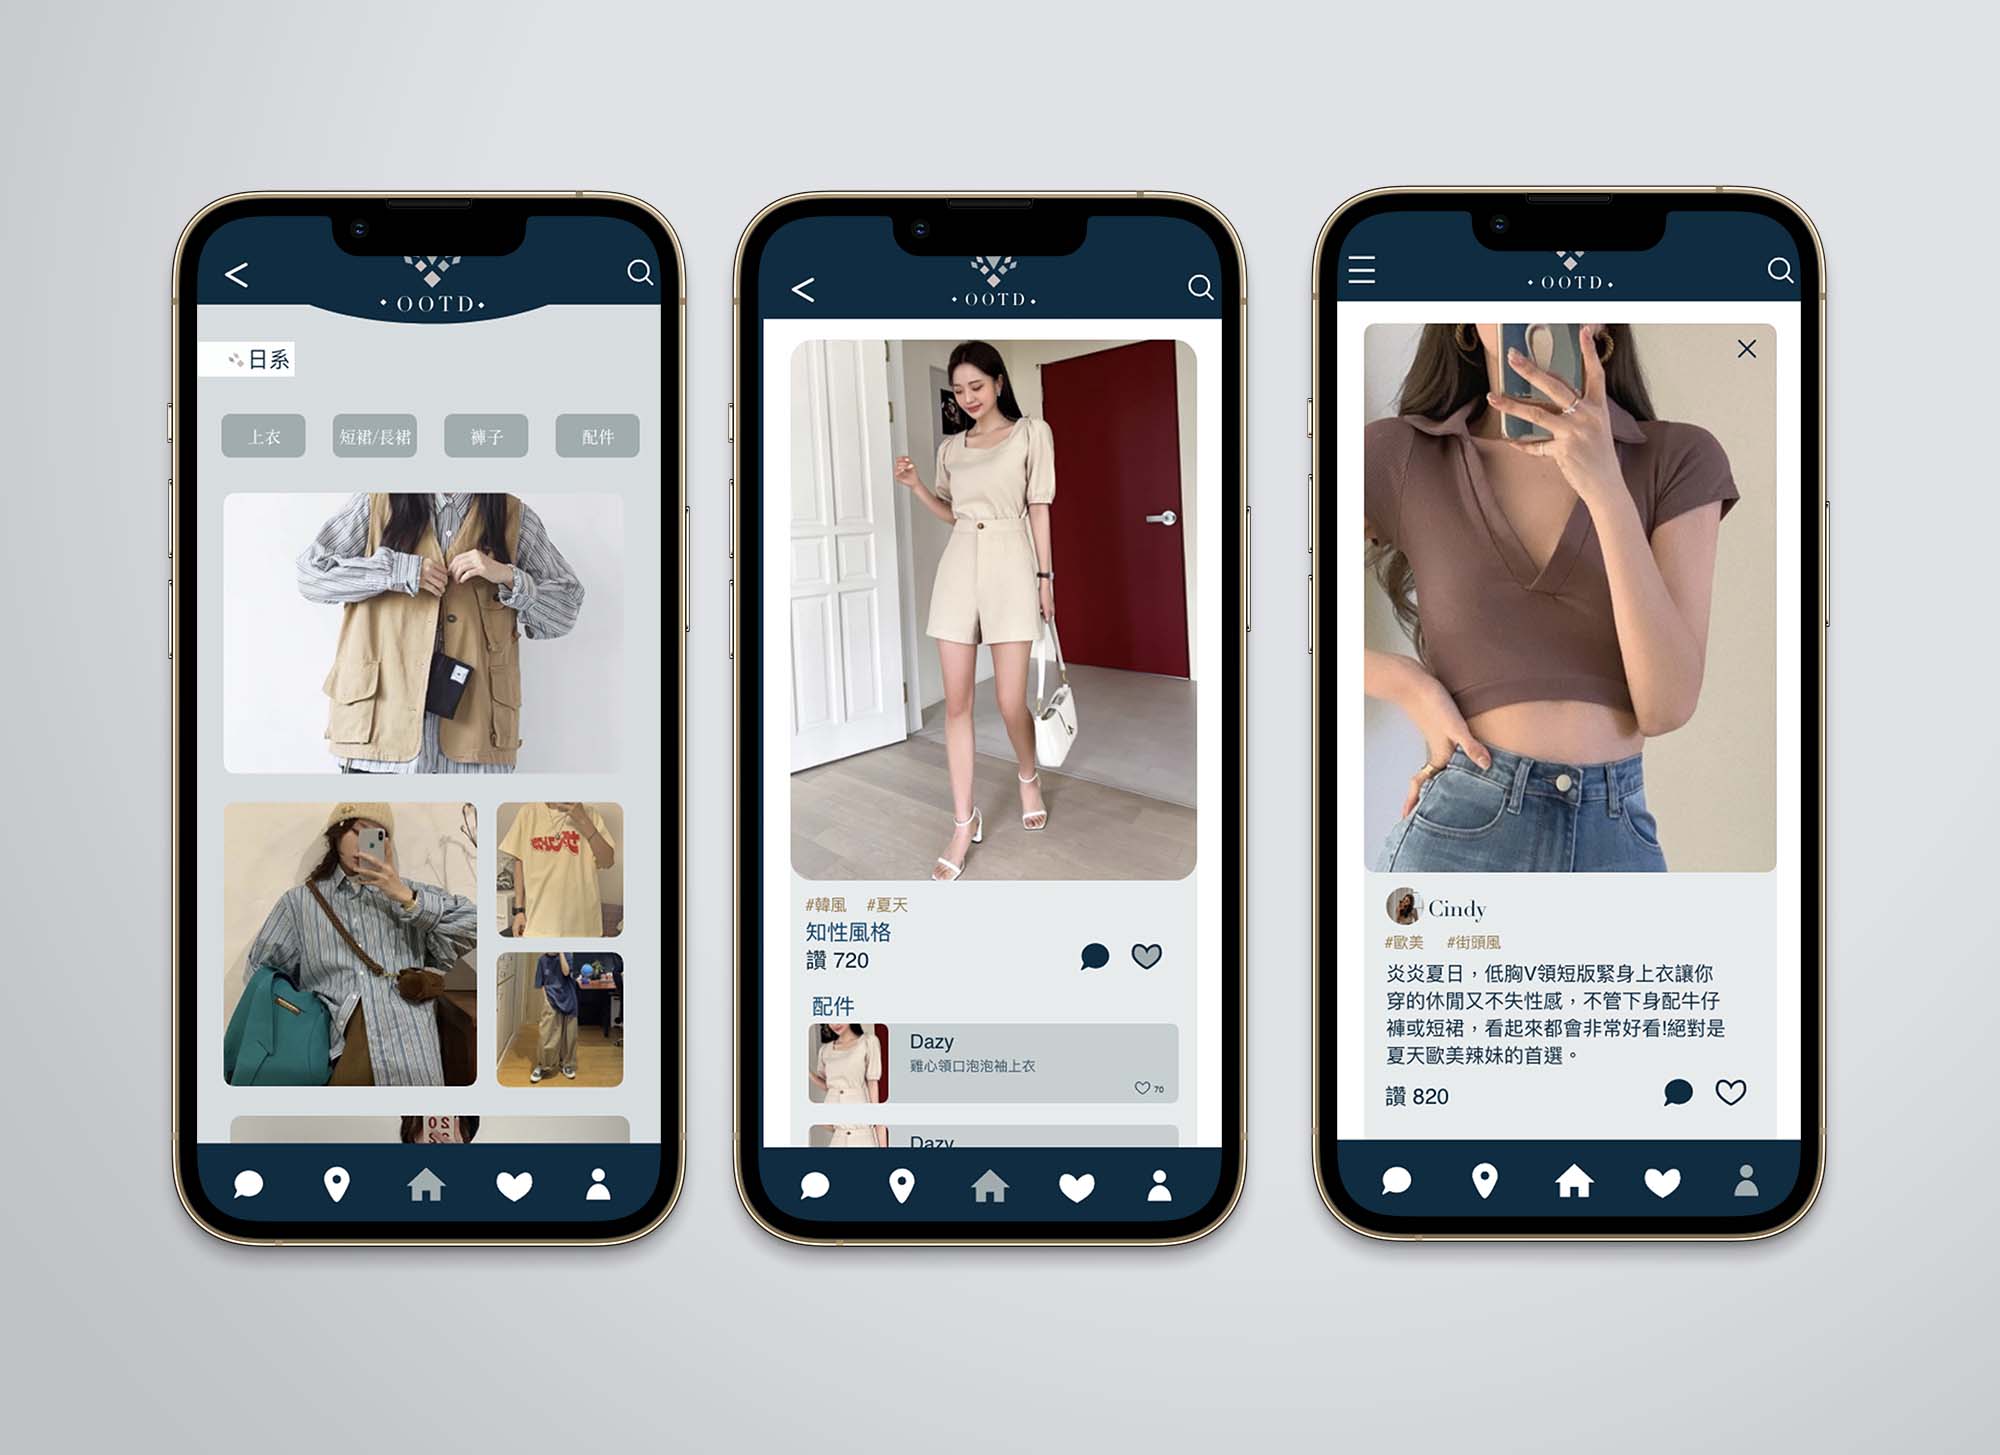 OOTD
日系
上衣
短裙/長裙
褲子
配件
OOTD
#韓風 #夏天
知性風格
讚 720
配件
Dazy
雞心領口泡泡袖上衣
70
Dazy
OOTD
Cindy
#歐美 #街頭風
炎炎夏日，低胸V領短版緊身上衣讓你
穿的休閒又不失性感，不管下身配牛仔
褲或短裙，看起來都會非常好看!絕對是
夏天歐美辣妹的首選。
讚 820